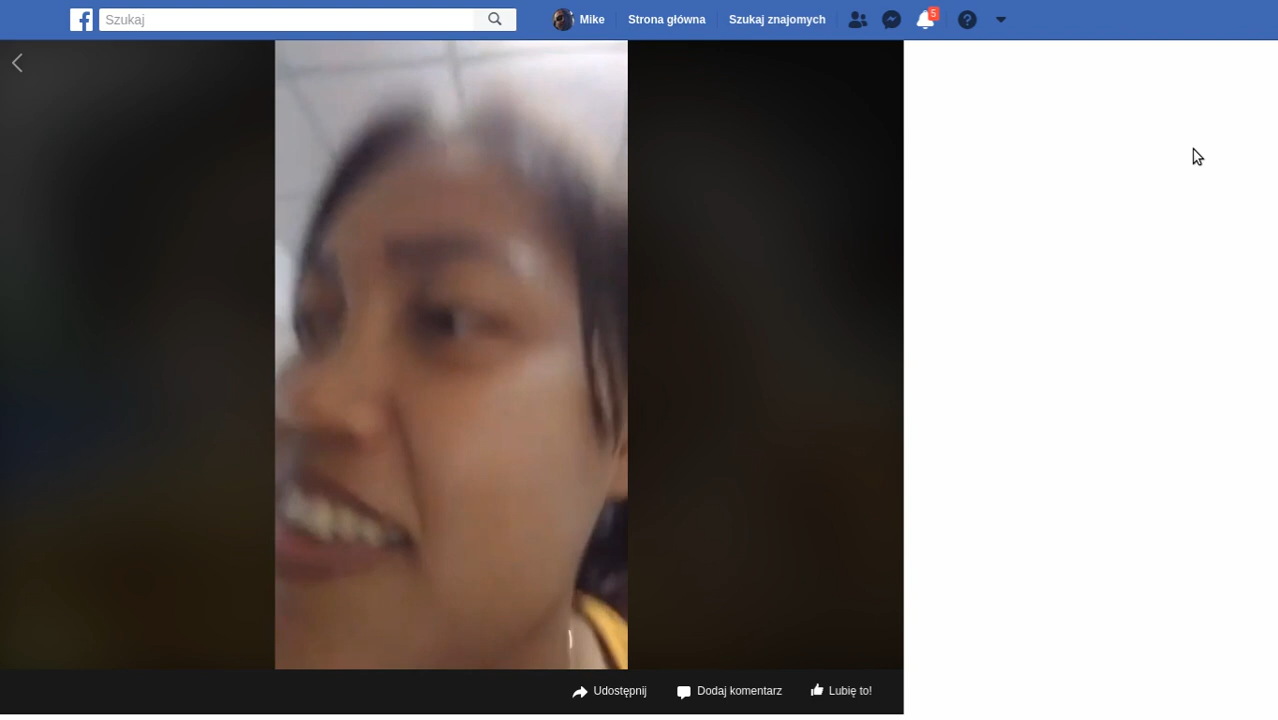 f
Szukaj
Mike
Strona główna
Szukaj znajomych
5
?
Udostępnij
Dodaj komentarz
Lubię to!